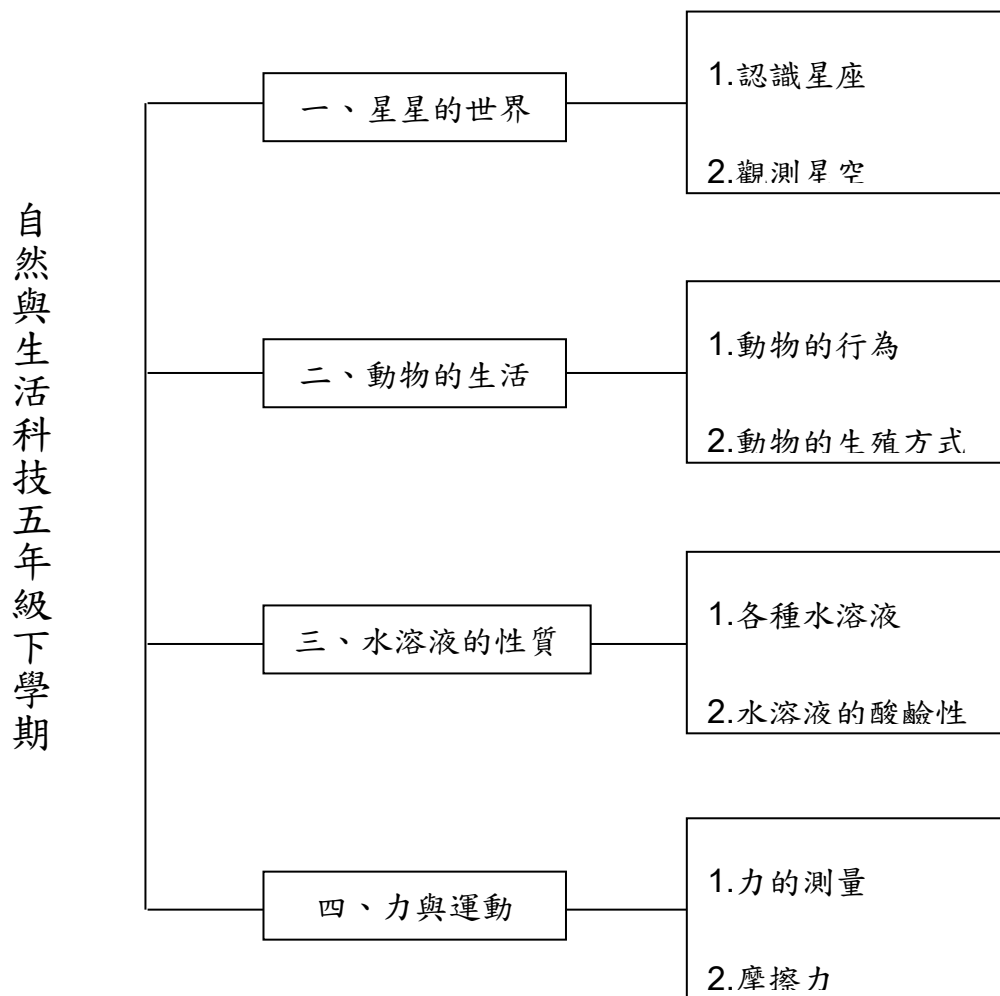 自然與生活科技五年級下學期
一、星星的世界
1.認識星座
2.觀測星空
二、動物的生活
1.動物的行為
2.動物的生殖方式
三、水溶液的性質
1.各種水溶液
2.水溶液的酸鹼性
四、力與運動
1.力的測量
2.摩擦力